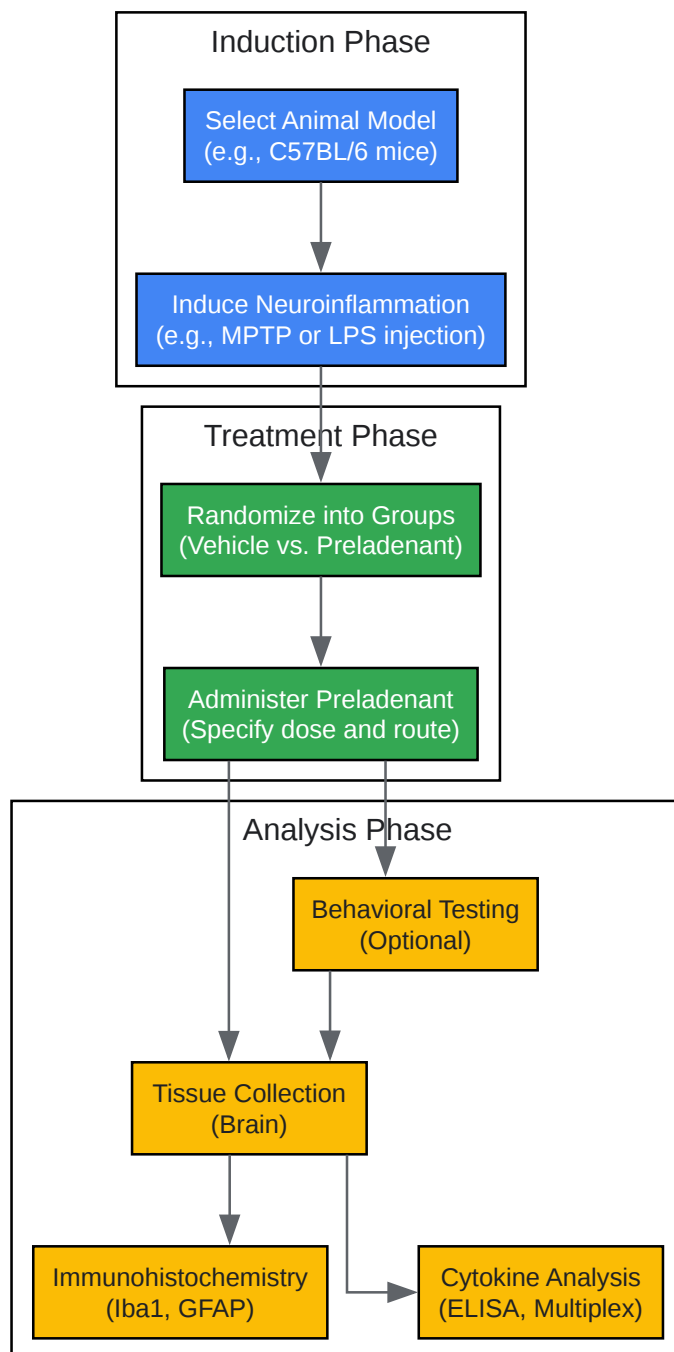 Induction Phase
Select Animal Model
(e.g., C57BL/6 mice)
Induce Neuroinflammation
(e.g., MPTP or LPS injection)
Treatment Phase
Randomize into Groups
(Vehicle vs. Preladenant)
Administer Preladenant
(Specify dose and route)
Analysis Phase
Behavioral Testing
(Optional)
Tissue Collection
(Brain)
Immunohistochemistry
(Iba1, GFAP)
Cytokine Analysis
(ELISA, Multiplex)